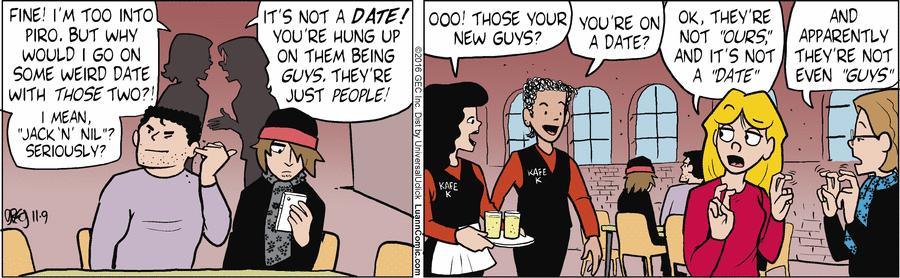 FINE! I'M TOO INTO
PIRO. BUT WHY
WOULD I GO ON
SOME WEIRD DATE
WITH THOSE TWO?!
I MEAN,
"JACK 'N' NIL"?
SERIOUSLY?
IT'S NOT A DATE!
YOU'RE HUNG UP
ON THEM BEING
GUYS. THEY'RE
JUST PEOPLE!
11-9
©2016 GEC Inc. Dist by UniversalUclick LuannComic.com
OOO! THOSE YOUR
NEW GUYS?
YOU'RE ON
A DATE?
KAFE
K
KAFE
K
OK, THEY'RE
NOT "OURS,"
AND IT'S NOT
A "DATE"
AND
APPARENTLY
THEY'RE NOT
EVEN "GUYS"